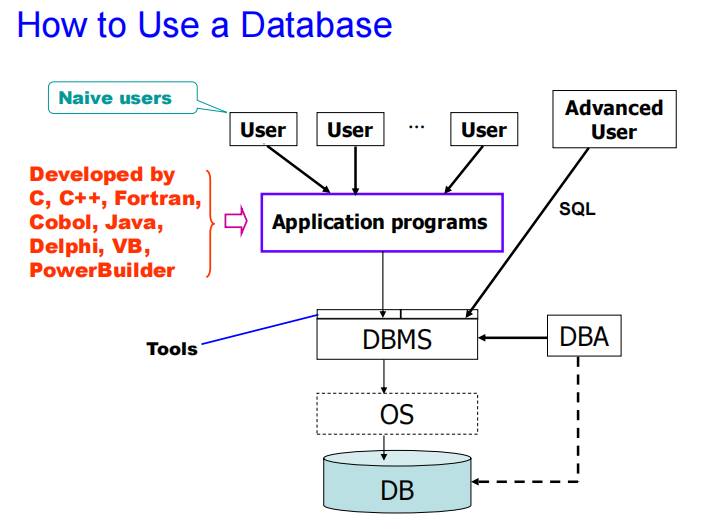 How to Use a Database
Naive users
User
User
...
User
Advanced
User
Developed by
C, C++, Fortran,
Cobol, Java,
Delphi, VB,
PowerBuilder
Application programs
SQL
Tools
DBMS
DBA
OS
DB